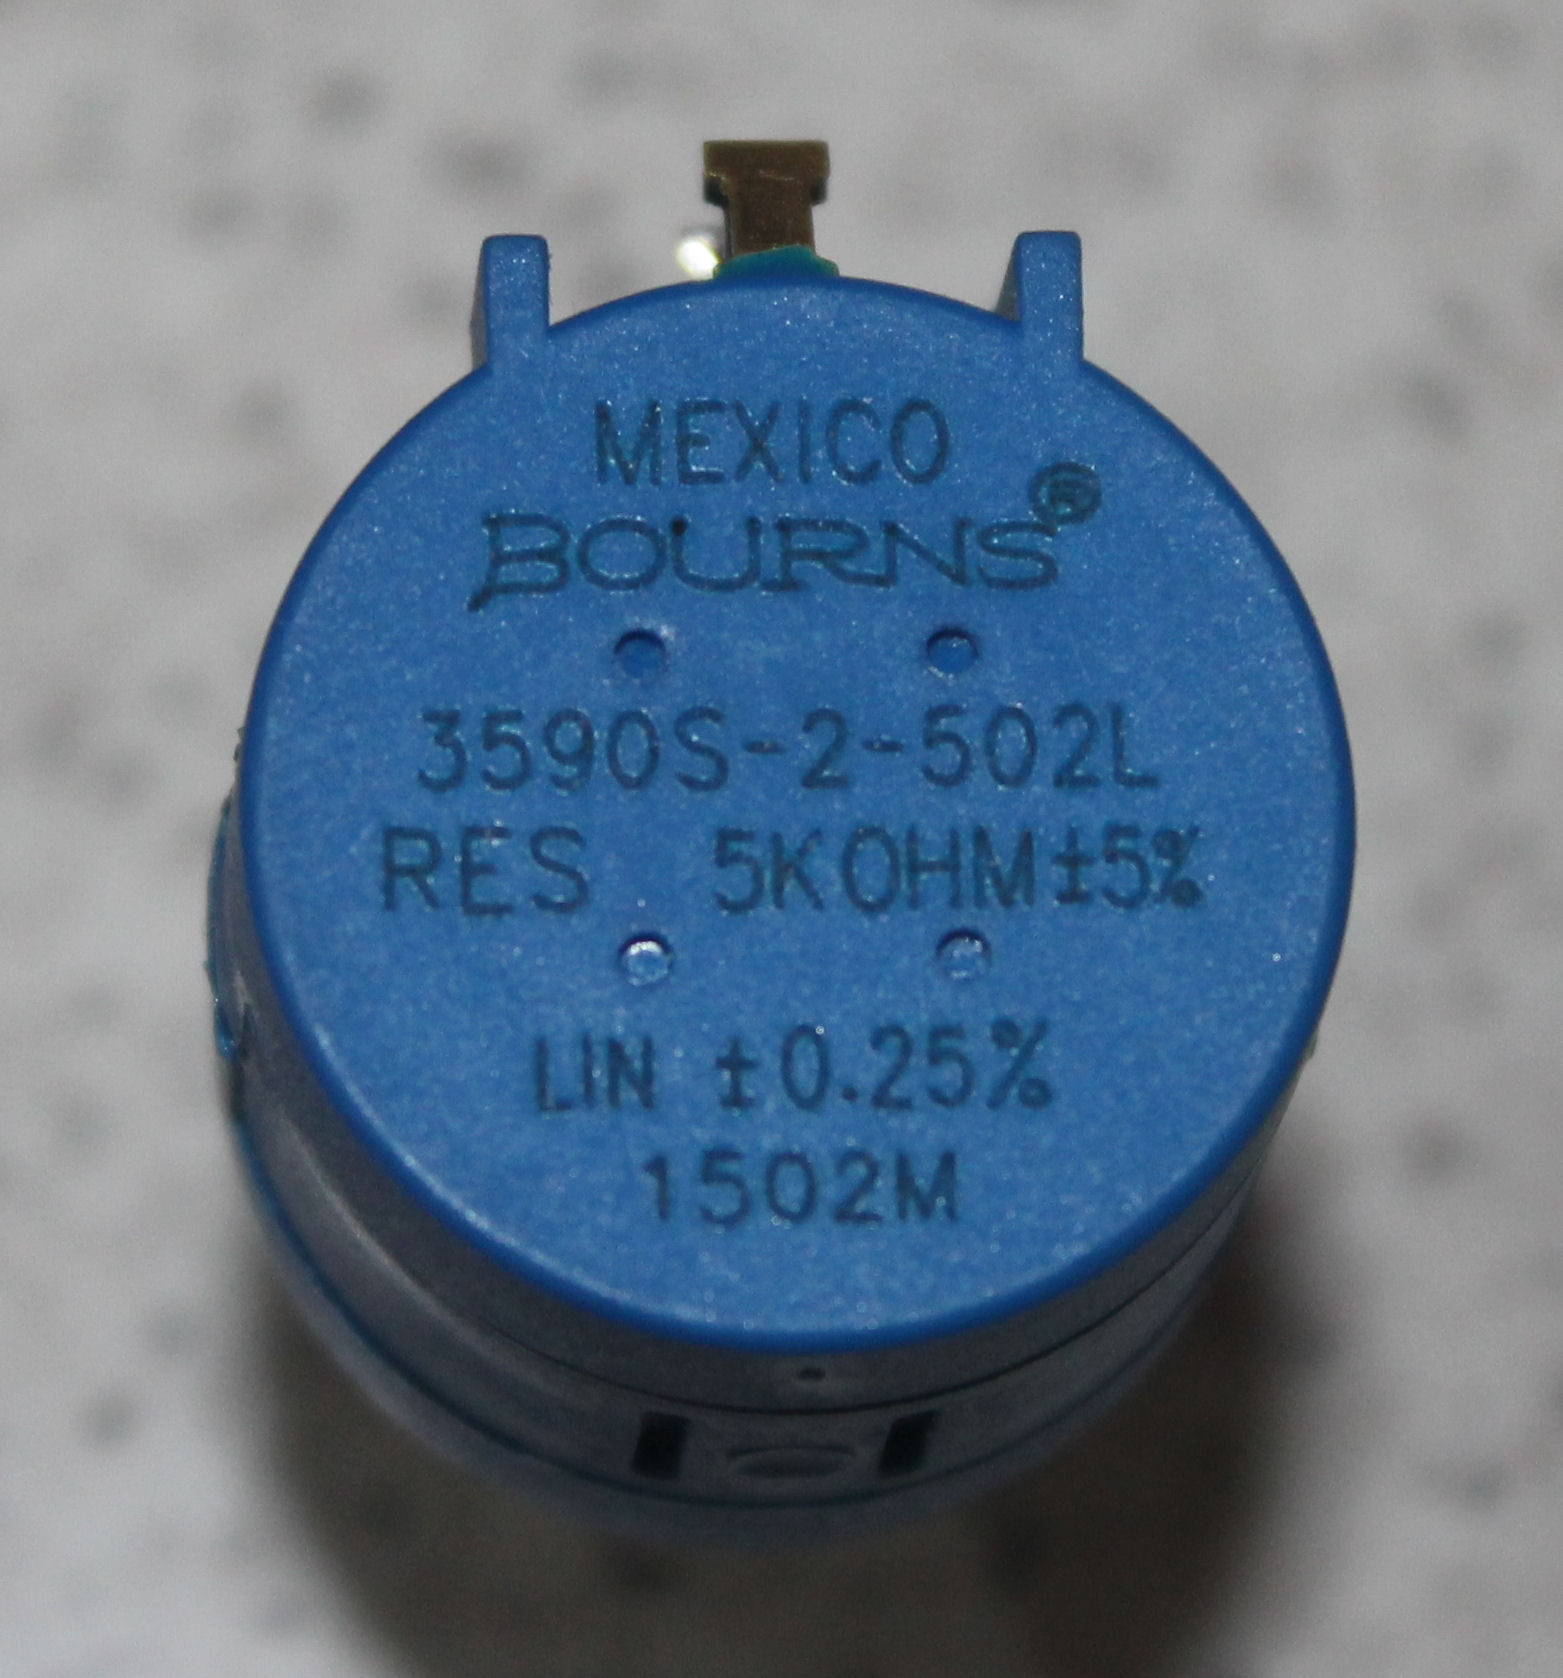 MEXICO
BOURNS®
3590S-2-502L
RES 5K OHM±5%
LIN ±0.25%
1502M